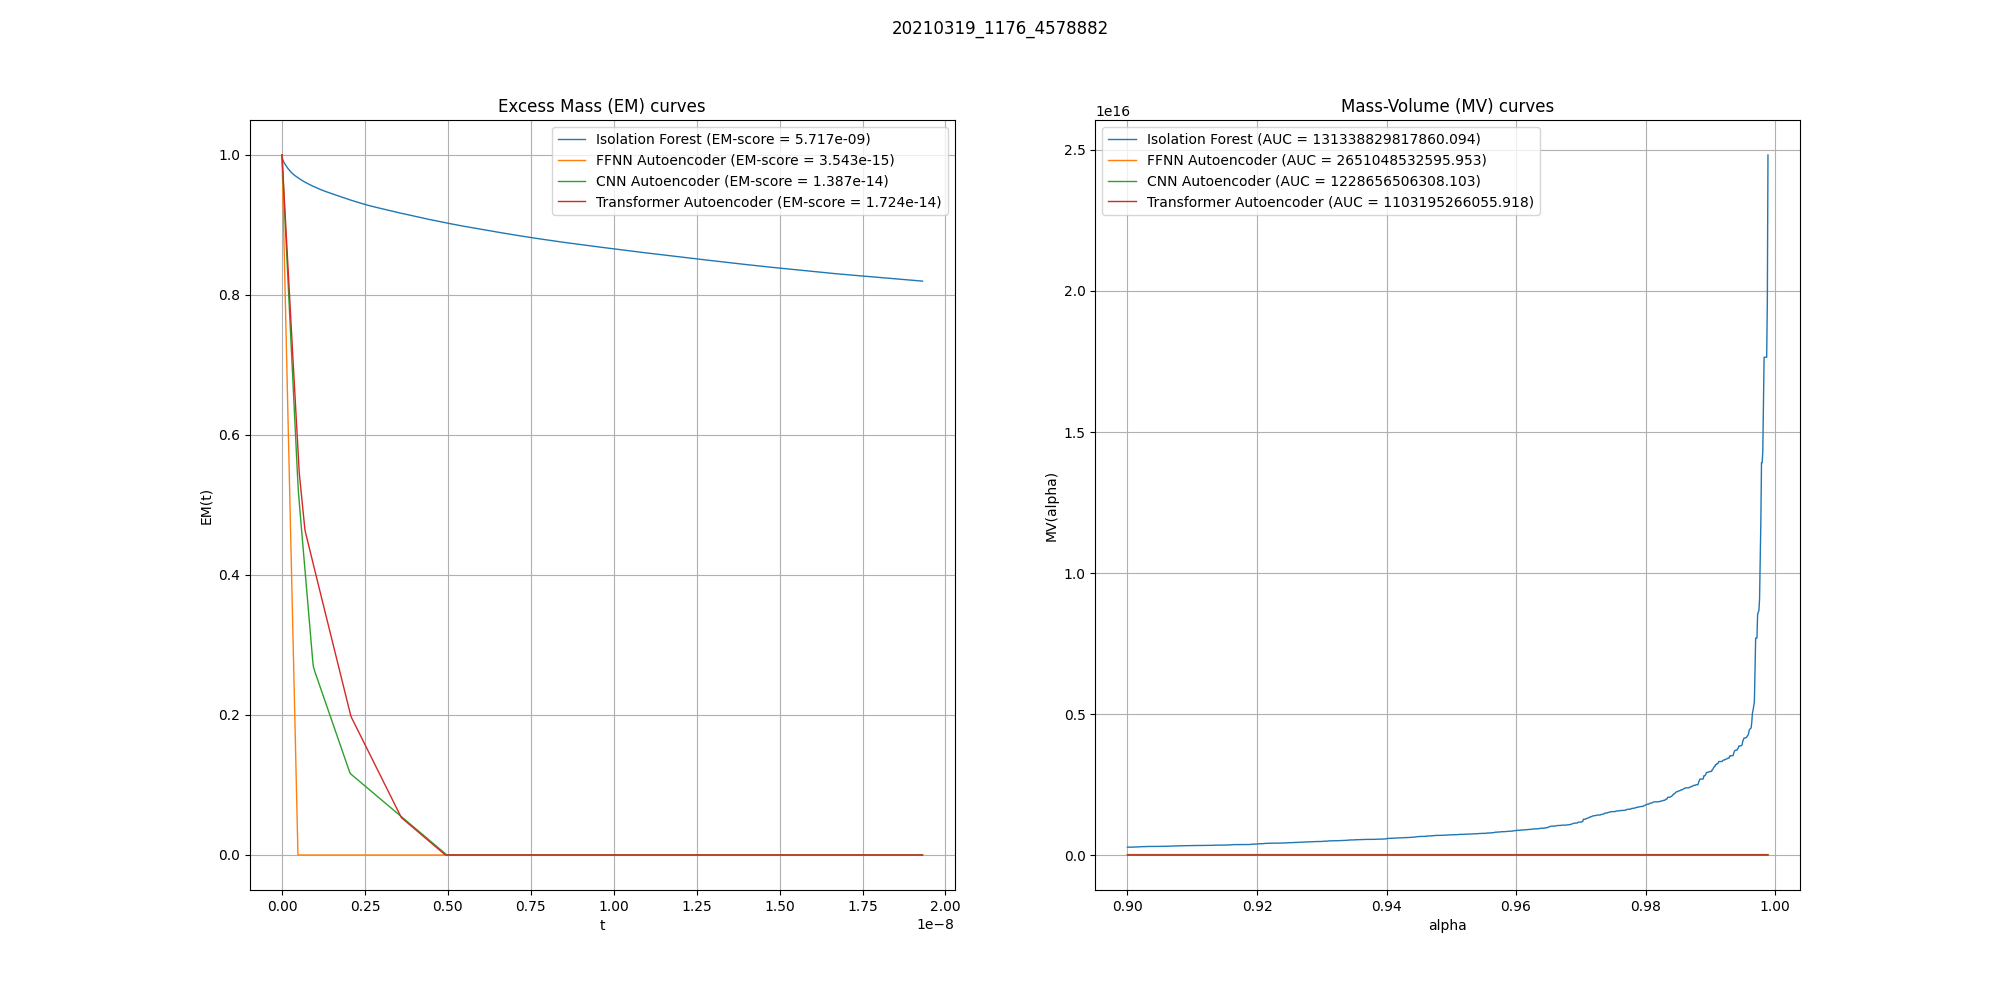 20210319_1176_4578882
Excess Mass (EM) curves
Isolation Forest (EM-score = 5.717e-09)
FFNN Autoencoder (EM-score = 3.543e-15)
CNN Autoencoder (EM-score = 1.387e-14)
Transformer Autoencoder (EM-score = 1.724e-14)
1.0
0.8
0.6
0.4
0.2
0.0
EM(t)
0.00 0.25 0.50 0.75 1.00 1.25 1.50 1.75 2.00
1e−8
t
Mass-Volume (MV) curves
1e16
Isolation Forest (AUC = 131338829817860.094)
FFNN Autoencoder (AUC = 2651048532595.953)
CNN Autoencoder (AUC = 1228656506308.103)
Transformer Autoencoder (AUC = 1103195266055.918)
2.5
2.0
1.5
1.0
0.5
0.0
MV(alpha)
0.90 0.92 0.94 0.96 0.98 1.00
alpha